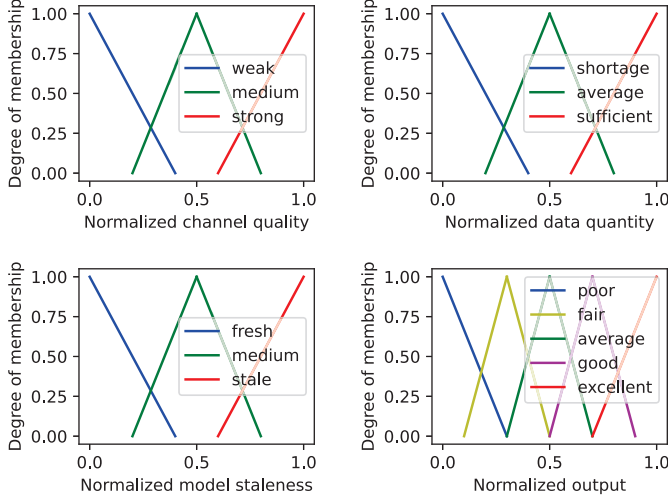 Degree of membership
1.00
0.75
0.50
0.25
0.00
weak
medium
strong
0.0
0.5
1.0
Normalized channel quality
Degree of membership
1.00
0.75
0.50
0.25
0.00
shortage
average
sufficient
0.0
0.5
1.0
Normalized data quantity
Degree of membership
1.00
0.75
0.50
0.25
0.00
fresh
medium
stale
0.0
0.5
1.0
Normalized model staleness
Degree of membership
1.00
0.75
0.50
0.25
0.00
poor
fair
average
good
excellent
0.0
0.5
1.0
Normalized output